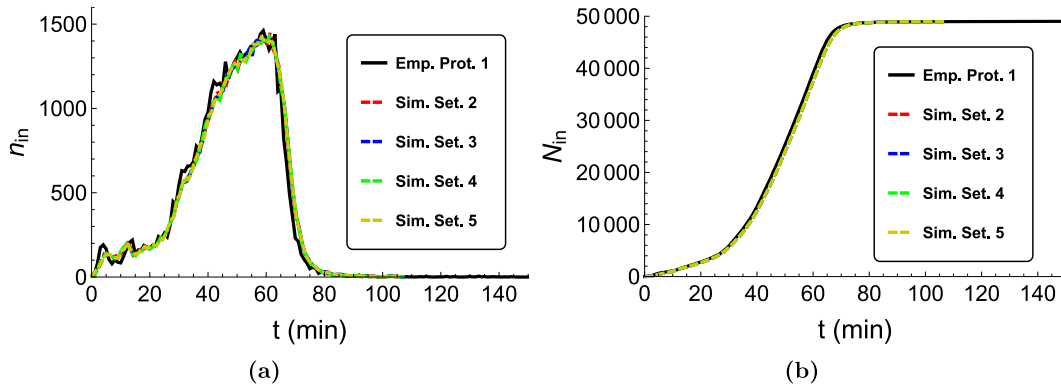 1500
1000
500
0
n_in
0 20 40 60 80 100 120 140
t (min)
Emp. Prot. 1
Sim. Set. 2
Sim. Set. 3
Sim. Set. 4
Sim. Set. 5
(a)
50 000
40 000
30 000
20 000
10 000
0
N_in
0 20 40 60 80 100 120 140
t (min)
Emp. Prot. 1
Sim. Set. 2
Sim. Set. 3
Sim. Set. 4
Sim. Set. 5
(b)